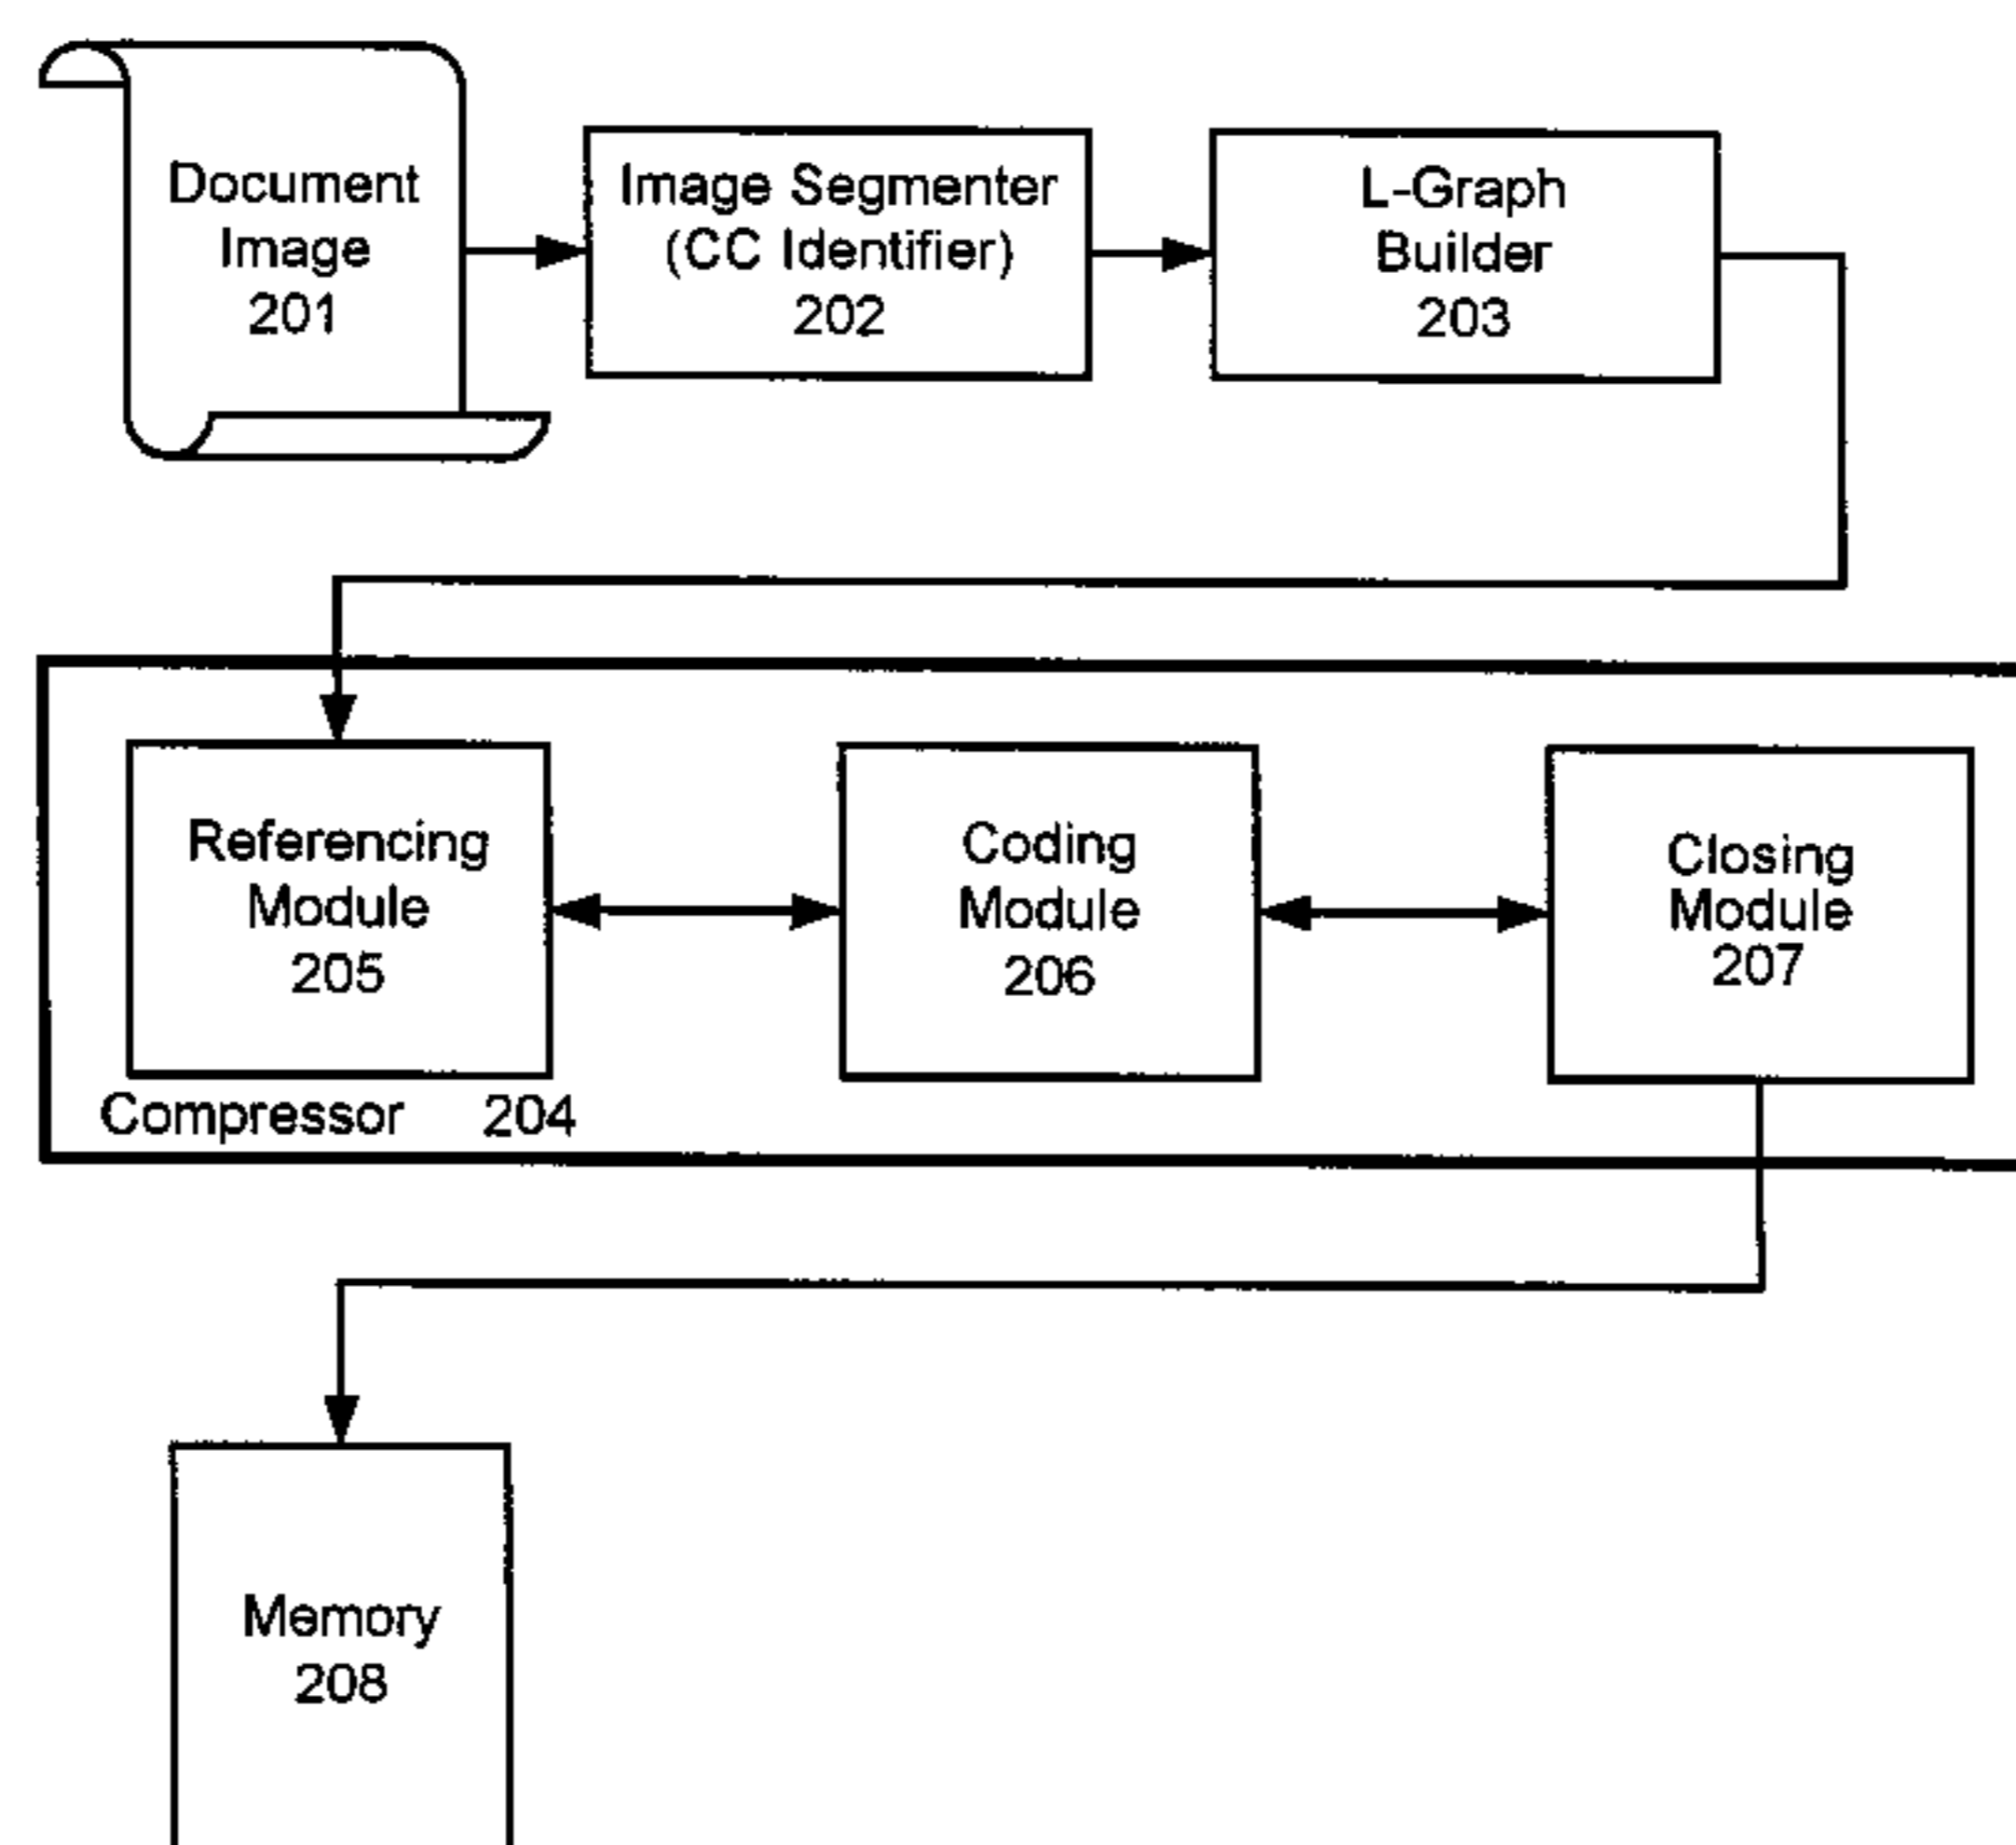 Document
Image
201
Image Segmenter
(CC Identifier)
202
L-Graph
Builder
203
Referencing
Module
205
Coding
Module
206
Closing
Module
207
Compressor 204
Memory
208